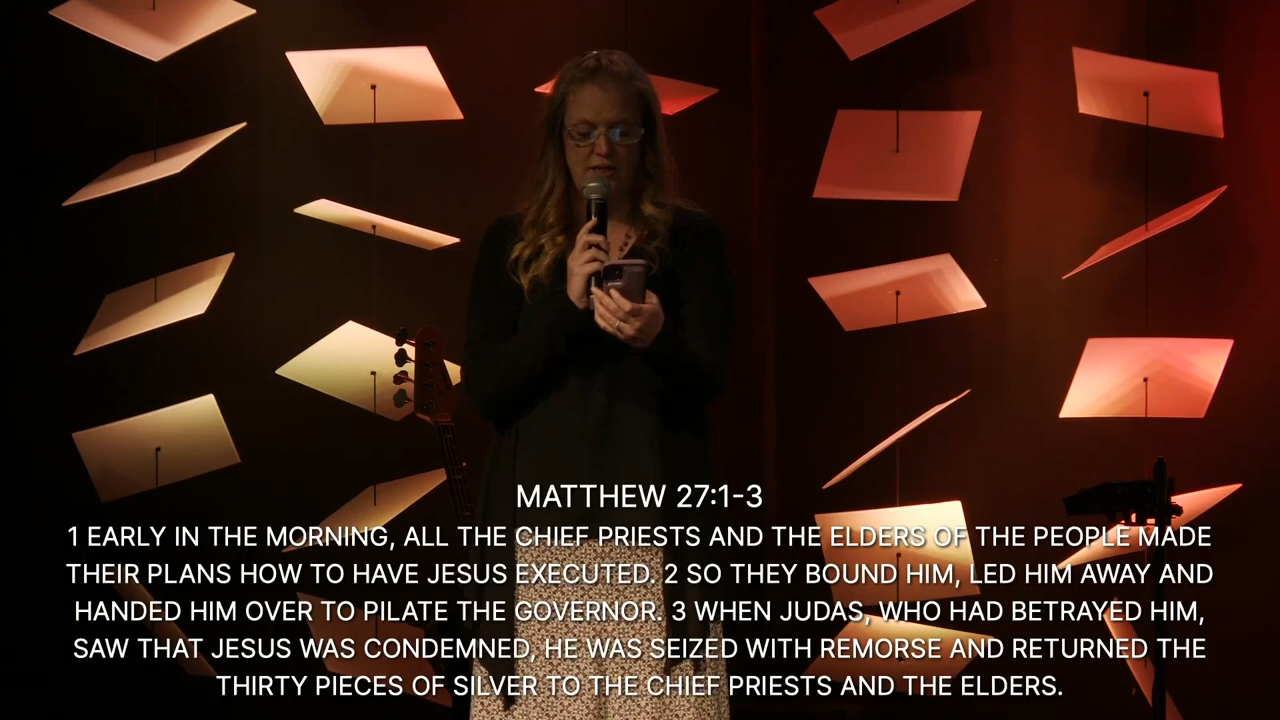 MATTHEW 27:1-3
1 EARLY IN THE MORNING, ALL THE CHIEF PRIESTS AND THE ELDERS OF THE PEOPLE MADE
THEIR PLANS HOW TO HAVE JESUS EXECUTED. 2 SO THEY BOUND HIM, LED HIM AWAY AND
HANDED HIM OVER TO PILATE THE GOVERNOR. 3 WHEN JUDAS, WHO HAD BETRAYED HIM,
SAW THAT JESUS WAS CONDEMNED, HE WAS SEIZED WITH REMORSE AND RETURNED THE
THIRTY PIECES OF SILVER TO THE CHIEF PRIESTS AND THE ELDERS.